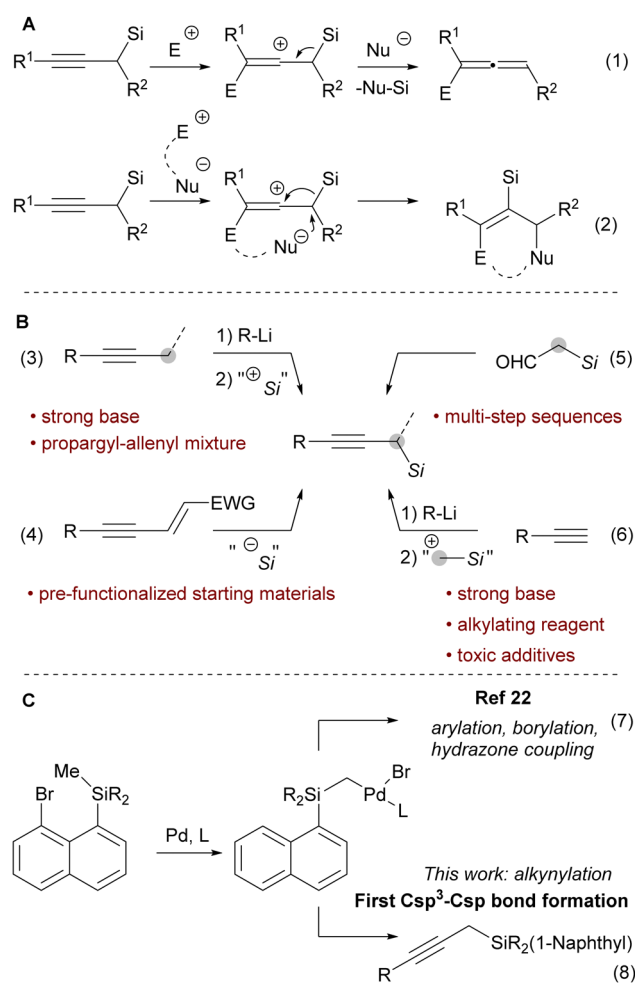 A
Si
R¹
R²
E
⊕
R¹
⊕
Si
E
R²
Nu
⊖
-Nu-Si
R¹
E
•
R²
(1)
E
⊕
Nu
⊖
Si
R¹
R²
R¹
⊕
Si
E
Nu
⊖
R²
Si
R¹
R²
E
Nu
(2)
B
(3)
R
1) R-Li
2) "⊕Si"
OHC
Si
(5)
• strong base
• propargyl-allenyl mixture
• multi-step sequences
R
Si
(4)
R
EWG
"⊖Si"
1) R-Li
2) "⊕—Si"
R
(6)
• pre-functionalized starting materials
• strong base
• alkylating reagent
• toxic additives
C
Ref 22
arylation, borylation,
hydrazone coupling
(7)
Me
Br
SiR₂
Pd, L
R₂Si
Pd
Br
L
This work: alkynylation
First Csp³-Csp bond formation
R
SiR₂(1-Naphthyl)
(8)